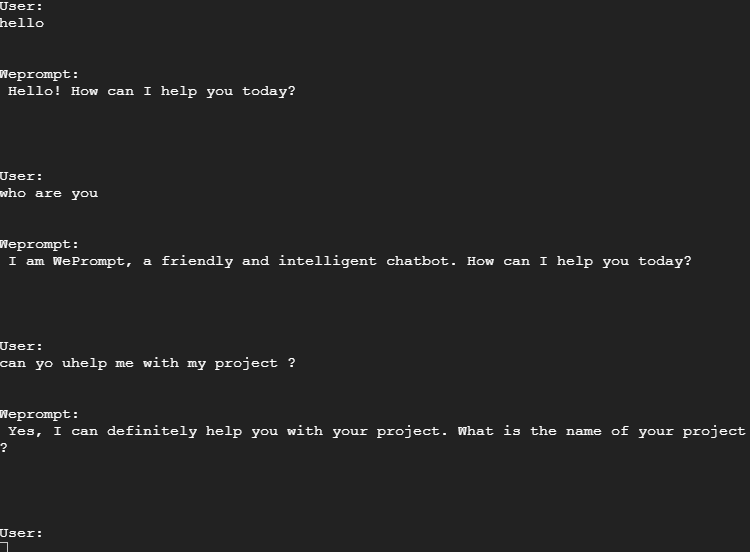 User:
hello
Weprompt:
Hello! How can I help you today?
User:
who are you
Weprompt:
I am WePrompt, a friendly and intelligent chatbot. How can I help you today?
User:
can yo uhelp me with my project ?
Weprompt:
Yes, I can definitely help you with your project. What is the name of your project
?
User: